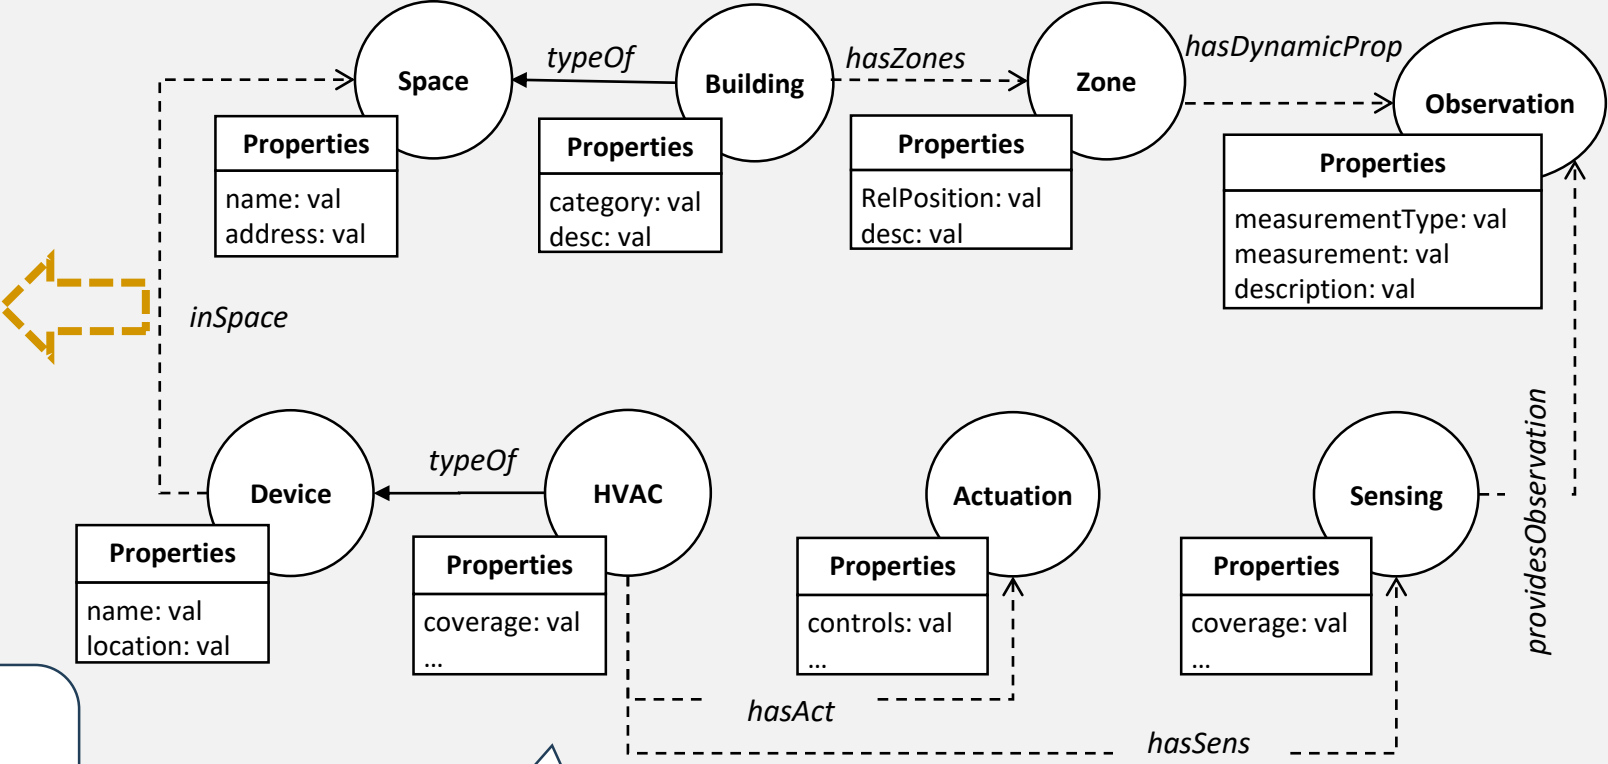 Space
typeOf
Building
hasZones
Zone
hasDynamicProp
Observation
Properties
name: val
address: val
Properties
category: val
desc: val
Properties
RelPosition: val
desc: val
Properties
measurementType: val
measurement: val
description: val
inSpace
Device
typeOf
HVAC
Actuation
Sensing
providesObservation
Properties
name: val
location: val
Properties
coverage: val
...
Properties
controls: val
...
Properties
coverage: val
...
hasAct
hasSens